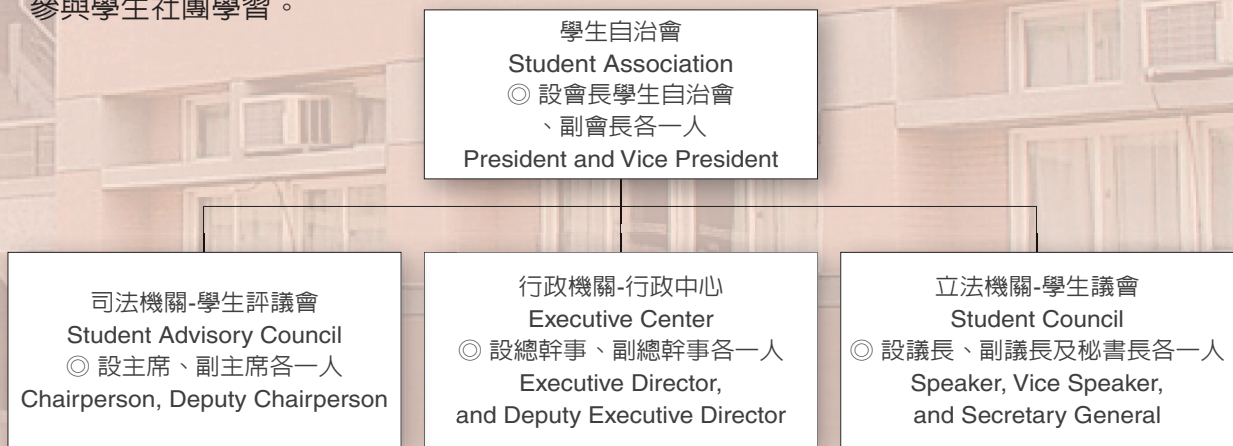 參與學生社團學習。
學生自治會
Student Association
◎ 設會長學生自治會
、副會長各一人
President and Vice President
司法機關-學生評議會
Student Advisory Council
◎ 設主席、副主席各一人
Chairperson, Deputy Chairperson
行政機關-行政中心
Executive Center
◎ 設總幹事、副總幹事各一人
Executive Director,
and Deputy Executive Director
立法機關-學生議會
Student Council
◎ 設議長、副議長及秘書長各一人
Speaker, Vice Speaker,
and Secretary General